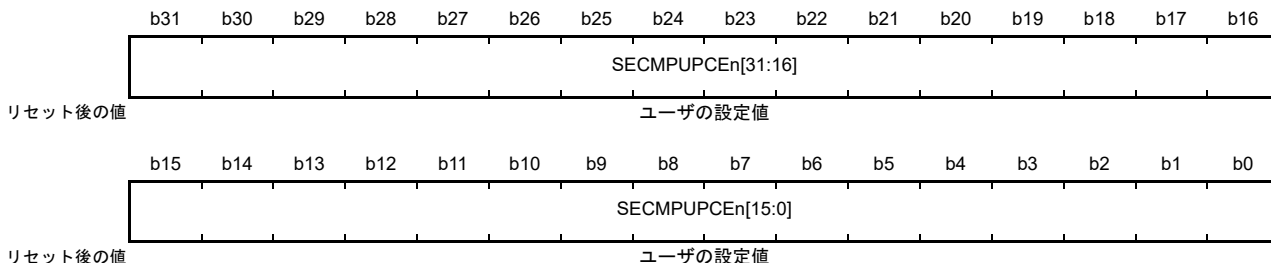 b31 b30 b29 b28 b27 b26 b25 b24 b23 b22 b21 b20 b19 b18 b17 b16
SECMPUPCEn[31:16]
リセット後の値 ユーザの設定値
b15 b14 b13 b12 b11 b10 b9 b8 b7 b6 b5 b4 b3 b2 b1 b0
SECMPUPCEn[15:0]
リセット後の値 ユーザの設定値